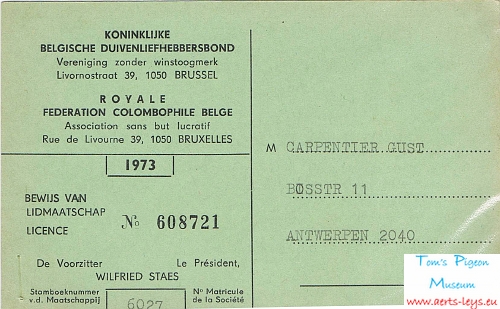 KONINKLIJKE
BELGISCHE DUIVENLIEFHEBBERSBOND
Vereniging zonder winstoogmerk
Livornostraat 39, 1050 BRUSSEL
ROYALE
FEDERATION COLOMBOPHILE BELGE
Association sans but lucratif
Rue de Livourne 39, 1050 BRUXELLES
1973
BEWIJS VAN
LIDMAATSCHAP
LICENCE
№ 608721
De Voorzitter Le Président,
WILFRIED STAES
Stamboeknummer
v.d. Maatschappij
6027
Nº Matricule
de la Société
M CARPENTIER GUST
BOSSTR 11
ANTWERPEN 2040
Tom's Pigeon
Museum
www.aerts-leys.eu